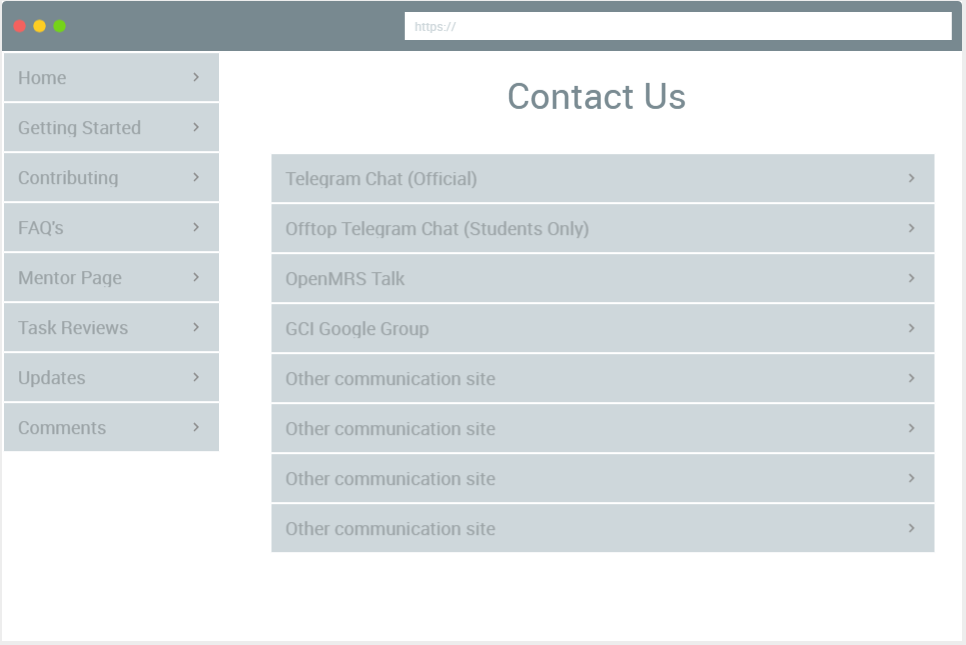 https://
Home
Getting Started
Contributing
FAQ's
Mentor Page
Task Reviews
Updates
Comments
Contact Us
Telegram Chat (Official)
Offtop Telegram Chat (Students Only)
OpenMRS Talk
GCI Google Group
Other communication site
Other communication site
Other communication site
Other communication site